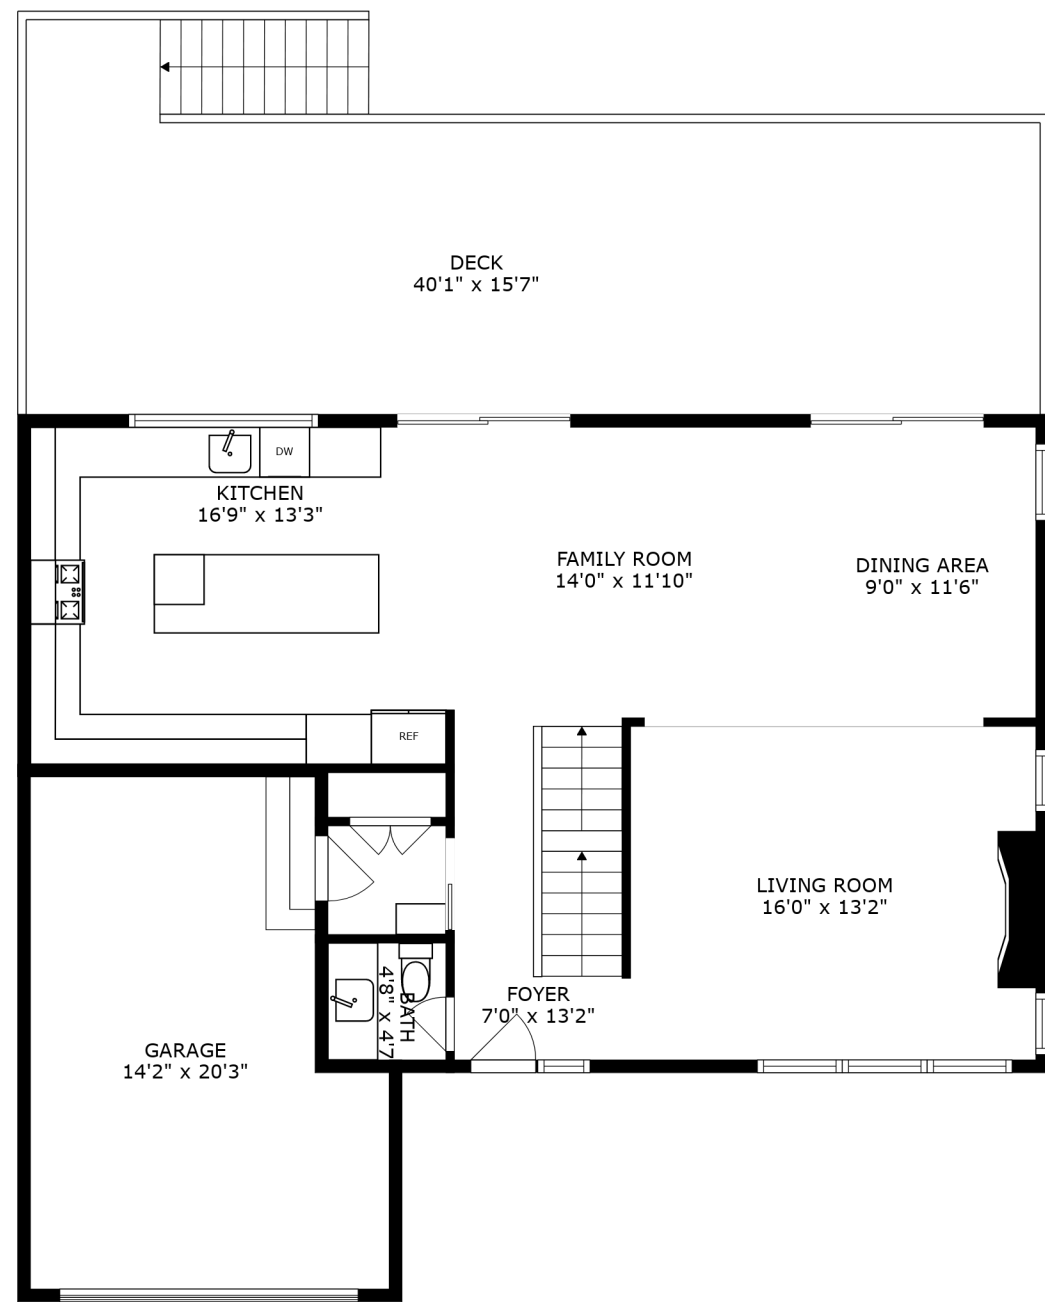 DECK
40'1" x 15'7"
DW
KITCHEN
16'9" x 13'3"
FAMILY ROOM
14'0" x 11'10"
DINING AREA
9'0" x 11'6"
REF
LIVING ROOM
16'0" x 13'2"
FOYER
7'0" x 13'2"
BATH
4'8" x 4'7
GARAGE
14'2" x 20'3"